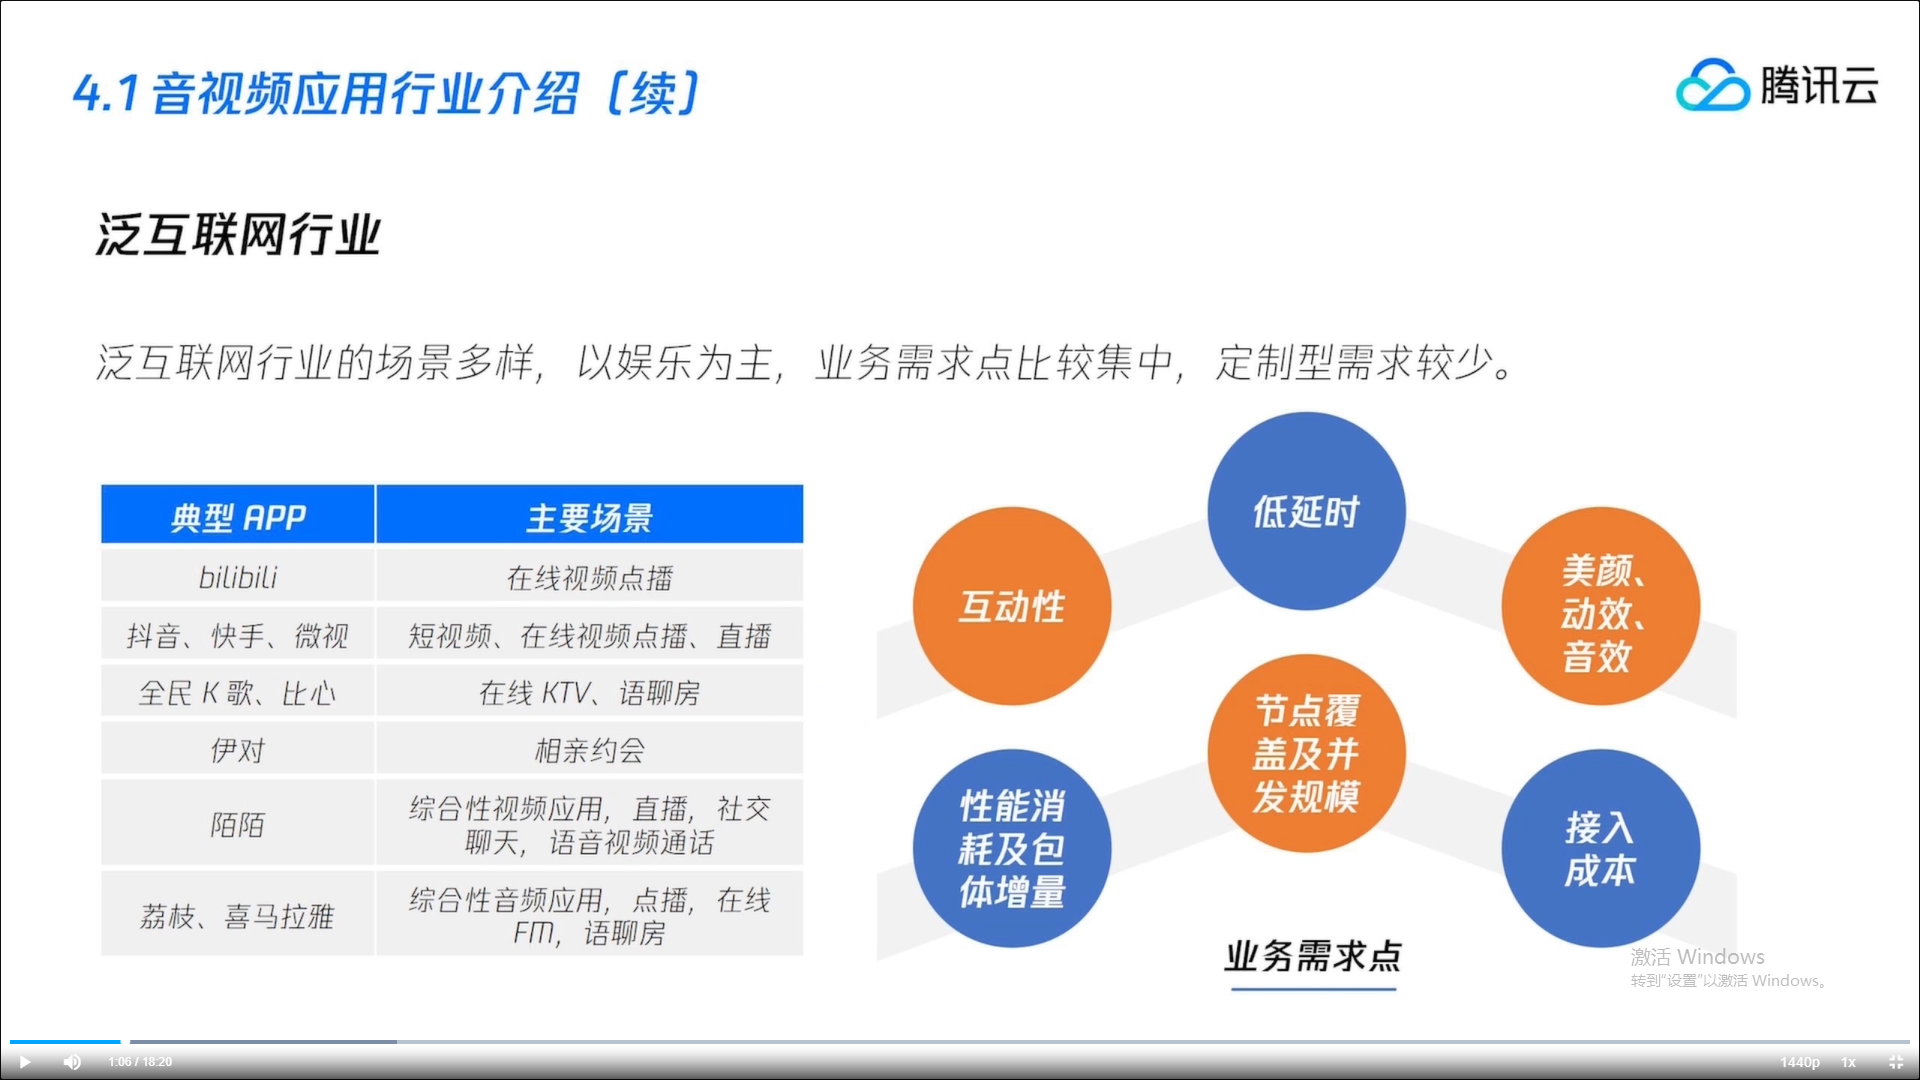 4.1 音视频应用行业介绍（续）
腾讯云
泛互联网行业
泛互联网行业的场景多样，以娱乐为主，业务需求点比较集中，定制型需求较少。
典型 APP 主要场景
bilibili 在线视频点播
抖音、快手、微视 短视频、在线视频点播、直播
全民 K 歌、比心 在线 KTV、语聊房
伊对 相亲约会
陌陌 综合性视频应用，直播，社交
聊天，语音视频通话
荔枝、喜马拉雅 综合性音频应用，点播，在线
FM，语聊房
互动性
低延时
美颜、
动效、
音效
性能消
耗及包
体增量
节点覆
盖及并
发规模
接入
成本
业务需求点
激活 Windows
转到"设置"以激活 Windows。
1:06 / 18:20
1440p 1x